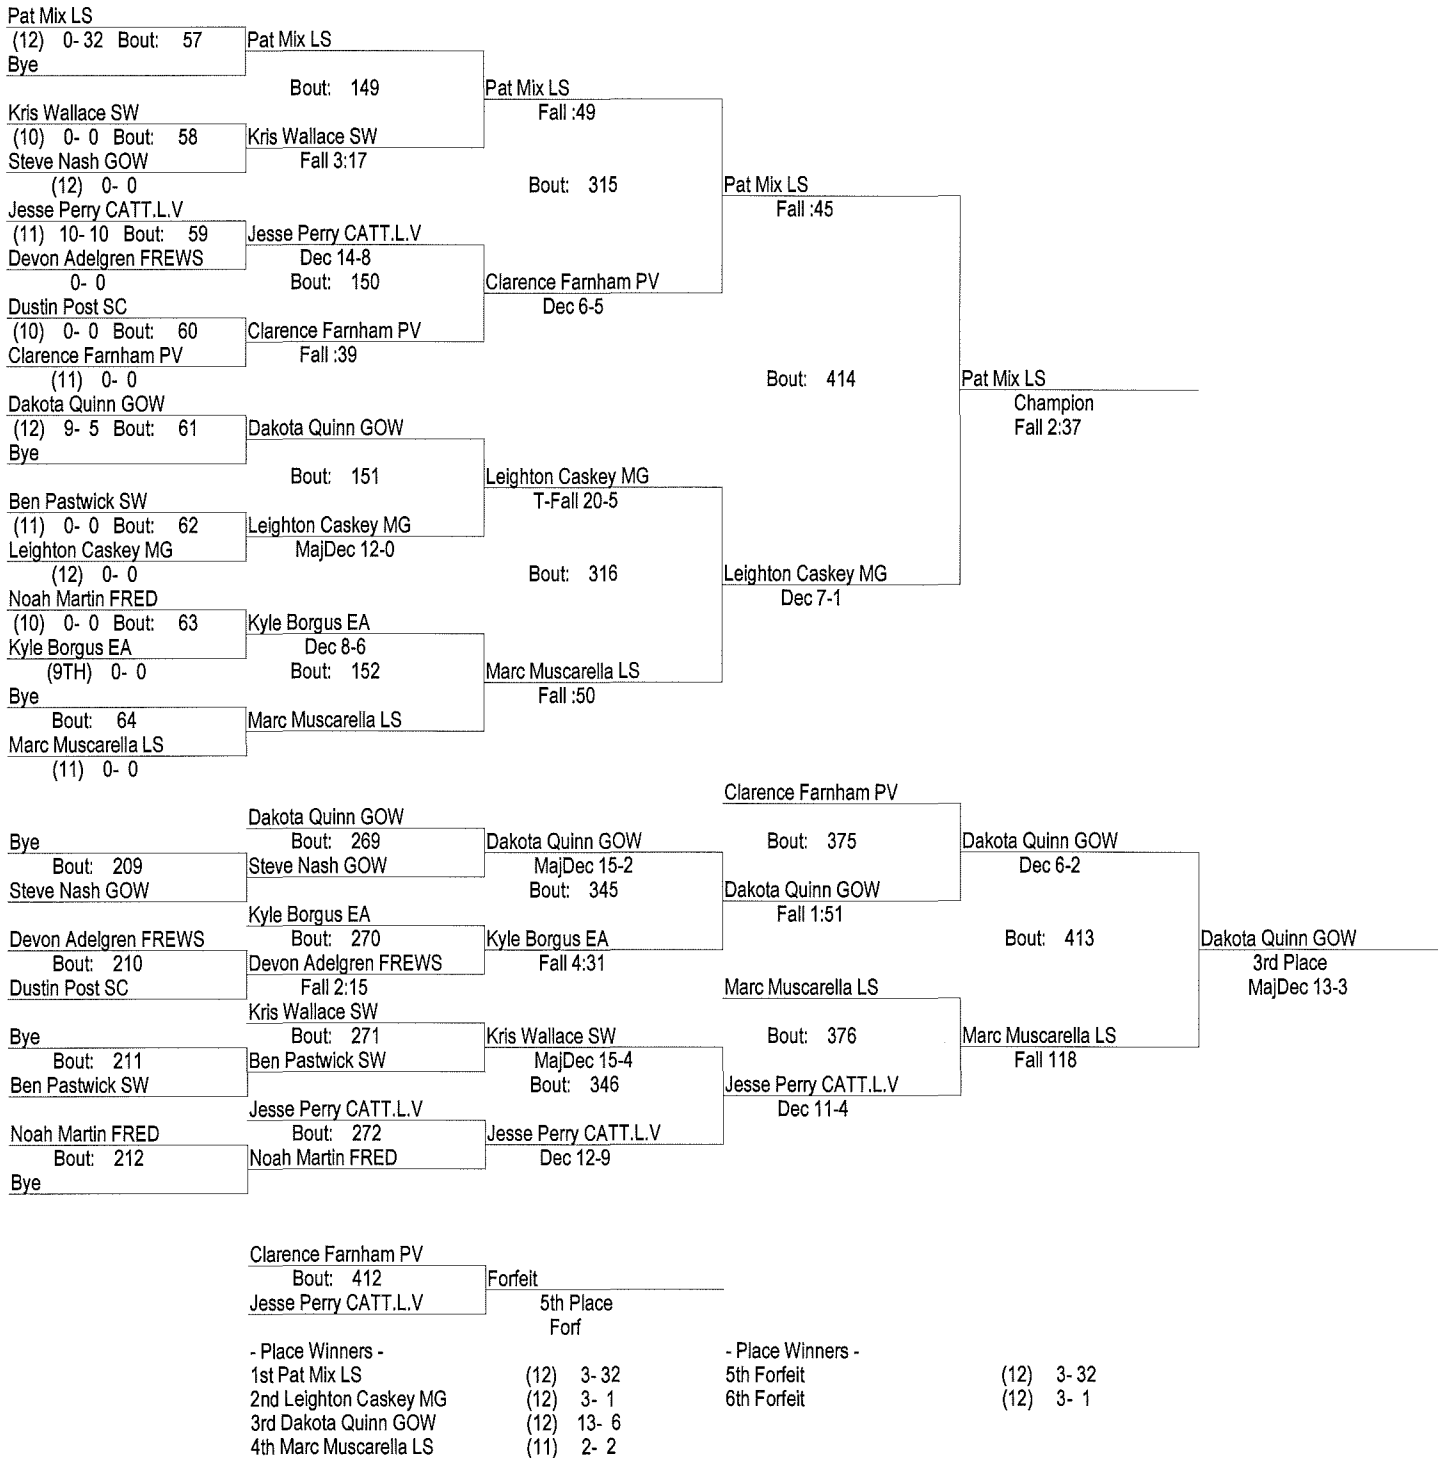 Pat Mix LS
(12) 0- 32 Bout: 57 Pat Mix LS
Bye
Bout: 149 Pat Mix LS
Fall :49
Kris Wallace SW
(10) 0- 0 Bout: 58 Kris Wallace SW
Steve Nash GOW Fall 3:17
(12) 0- 0 Bout: 315 Pat Mix LS
Fall :45
Jesse Perry CATT.L.V
(11) 10- 10 Bout: 59 Jesse Perry CATT.L.V
Devon Adelgren FREWS Dec 14-8
0- 0 Bout: 150 Clarence Farnham PV
Dustin Post SC Dec 6-5
(10) 0- 0 Bout: 60 Clarence Farnham PV
Clarence Farnham PV Fall :39
(11) 0- 0 Bout: 414 Pat Mix LS
Dakota Quinn GOW Champion
(12) 9- 5 Bout: 61 Dakota Quinn GOW Fall 2:37
Bye
Bout: 151 Leighton Caskey MG
Ben Pastwick SW T-Fall 20-5
(11) 0- 0 Bout: 62 Leighton Caskey MG
Leighton Caskey MG MajDec 12-0
(12) 0- 0 Bout: 316 Leighton Caskey MG
Noah Martin FRED Dec 7-1
(10) 0- 0 Bout: 63 Kyle Borgus EA
Kyle Borgus EA Dec 8-6
(9TH) 0- 0 Bout: 152 Marc Muscarella LS
Bye Fall :50
Bout: 64 Marc Muscarella LS
Marc Muscarella LS
(11) 0- 0
Clarence Farnham PV
Dakota Quinn GOW
Bye Bout: 269 Dakota Quinn GOW Bout: 375 Dakota Quinn GOW
Bout: 209 Steve Nash GOW MajDec 15-2 Dec 6-2
Steve Nash GOW Bout: 345 Dakota Quinn GOW
Kyle Borgus EA Fall 1:51
Devon Adelgren FREWS Bout: 270 Kyle Borgus EA Bout: 413 Dakota Quinn GOW
Bout: 210 Devon Adelgren FREWS Fall 4:31 3rd Place
Dustin Post SC Fall 2:15 Marc Muscarella LS MajDec 13-3
Kris Wallace SW
Bye Bout: 271 Kris Wallace SW Bout: 376 Marc Muscarella LS
Bout: 211 Ben Pastwick SW MajDec 15-4 Fall 118
Ben Pastwick SW Bout: 346 Jesse Perry CATT.L.V
Jesse Perry CATT.L.V Dec 11-4
Noah Martin FRED Bout: 272 Jesse Perry CATT.L.V
Bout: 212 Noah Martin FRED Dec 12-9
Bye
Clarence Farnham PV
Bout: 412 Forfeit
Jesse Perry CATT.L.V 5th Place
Forf
- Place Winners - - Place Winners -
1st Pat Mix LS (12) 3- 32 5th Forfeit (12) 3- 32
2nd Leighton Caskey MG (12) 3- 1 6th Forfeit (12) 3- 1
3rd Dakota Quinn GOW (12) 13- 6
4th Marc Muscarella LS (11) 2- 2